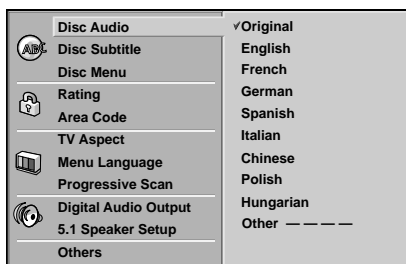 Disc Audio
Disc Subtitle
Disc Menu
Rating
Area Code
TV Aspect
Menu Language
Progressive Scan
Digital Audio Output
5.1 Speaker Setup
Others
✓Original
English
French
German
Spanish
Italian
Chinese
Polish
Hungarian
Other — — — —
ABC